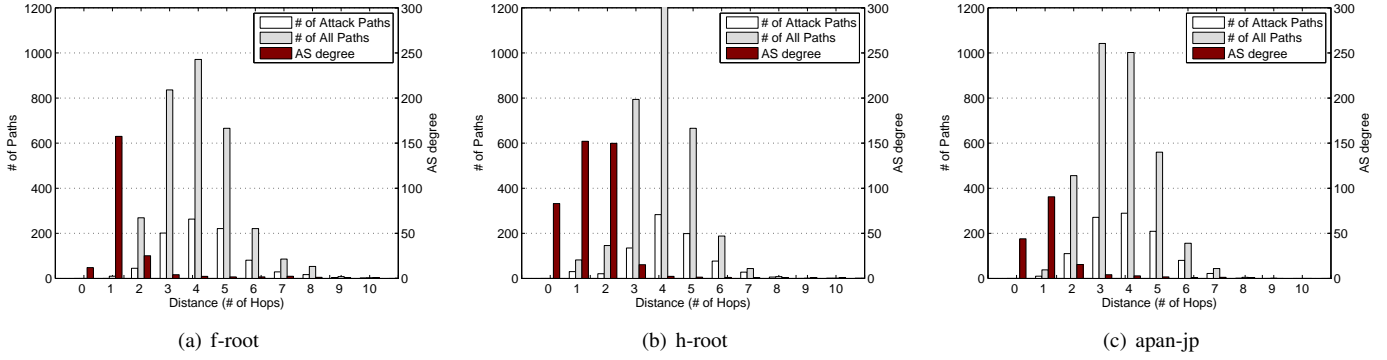 1200
1000
800
600
400
200
0
# of Paths
300
250
200
150
100
50
0
AS degree
# of Attack Paths
# of All Paths
AS degree
0 1 2 3 4 5 6 7 8 9 10
Distance (# of Hops)
(a) f-root
1200
1000
800
600
400
200
0
# of Paths
300
250
200
150
100
50
0
AS degree
# of Attack Paths
# of All Paths
AS degree
0 1 2 3 4 5 6 7 8 9 10
Distance (# of Hops)
(b) h-root
1200
1000
800
600
400
200
0
# of Paths
300
250
200
150
100
50
0
AS degree
# of Attack Paths
# of All Paths
AS degree
0 1 2 3 4 5 6 7 8 9 10
Distance (# of Hops)
(c) apan-jp